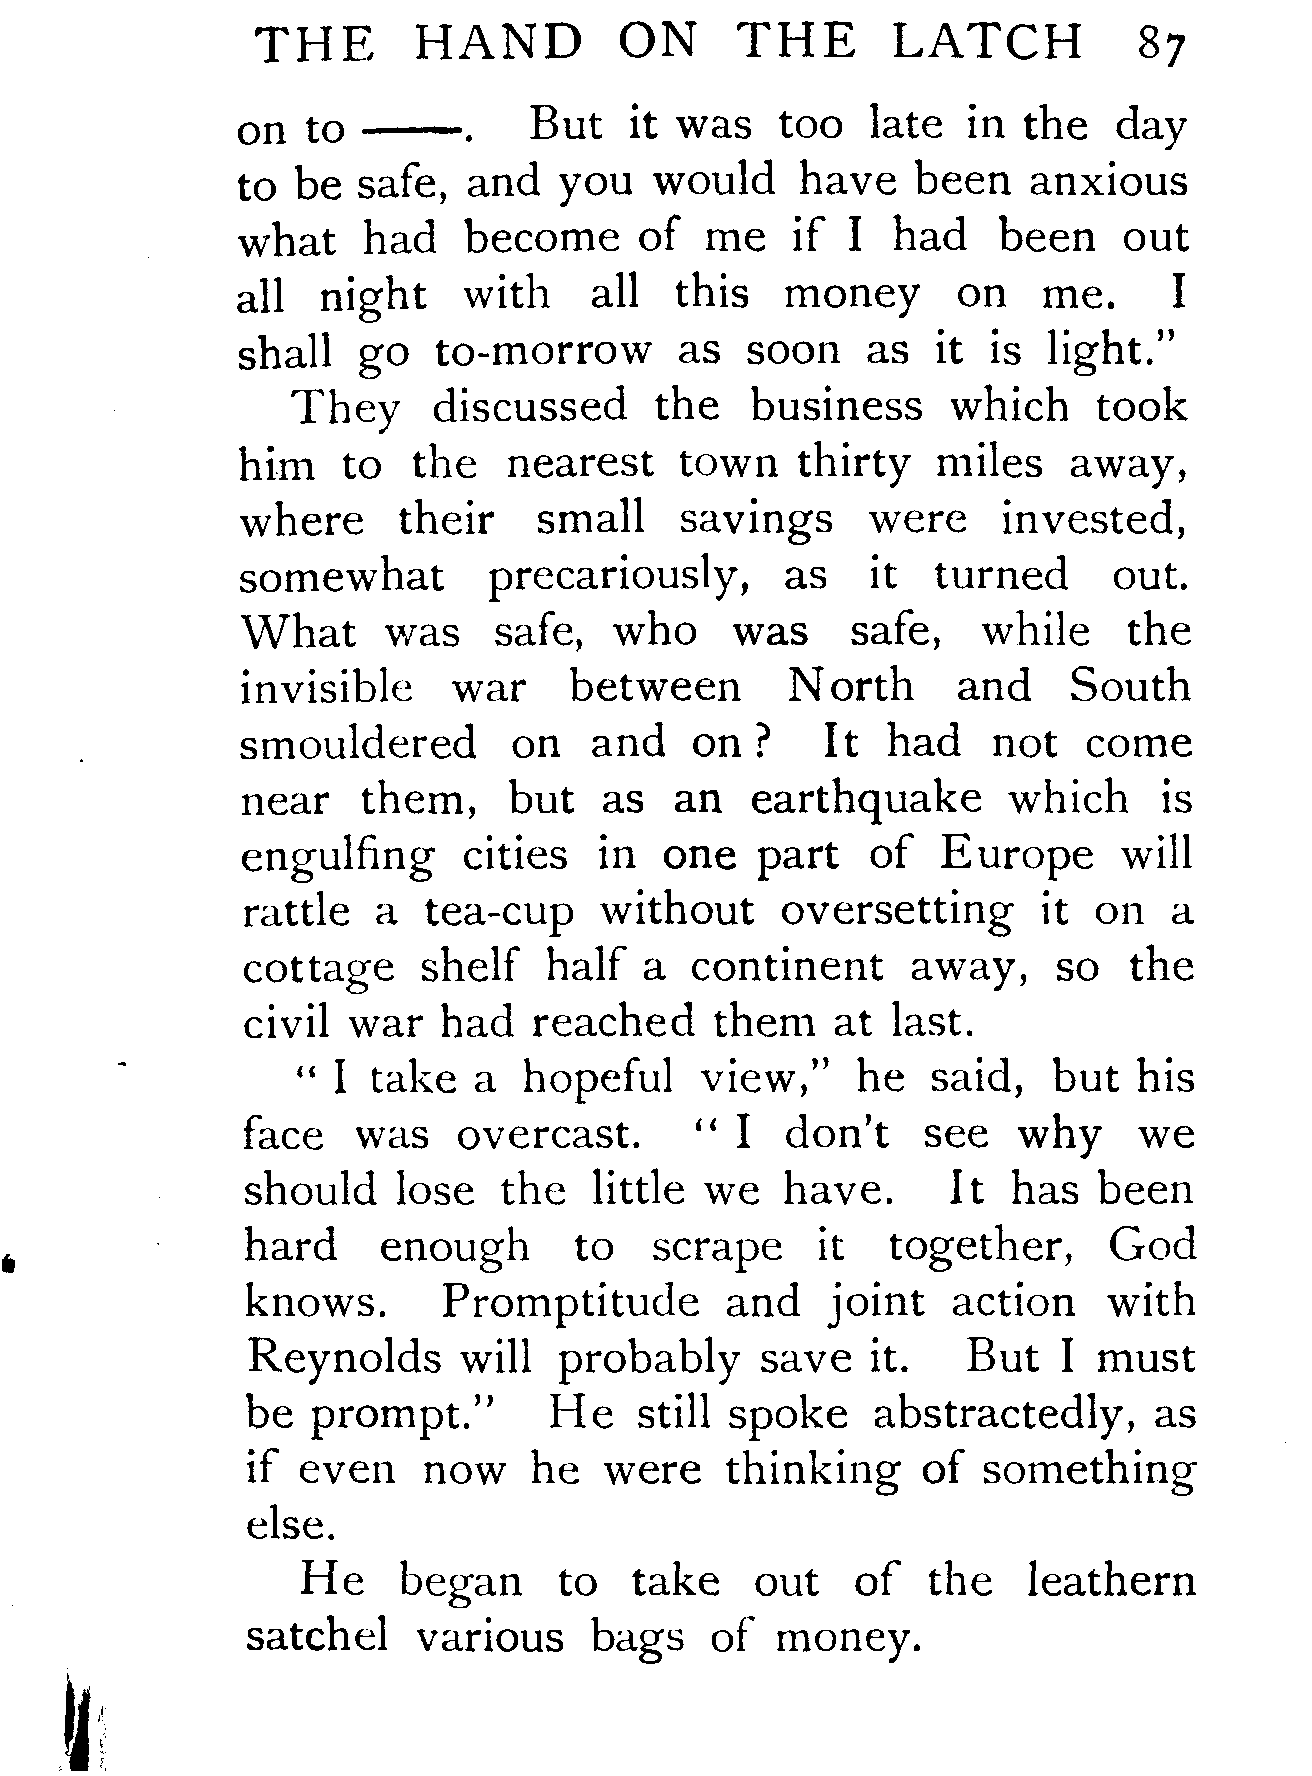 THE HAND ON THE LATCH 87
on to ——. But it was too late in the day
to be safe, and you would have been anxious
what had become of me if I had been out
all night with all this money on me. I
shall go to-morrow as soon as it is light.”
They discussed the business which took
him to the nearest town thirty miles away,
where their small savings were invested,
somewhat precariously, as it turned out.
What was safe, who was safe, while the
invisible war between North and South
smouldered on and on? It had not come
near them, but as an earthquake which is
engulfing cities in one part of Europe will
rattle a tea-cup without oversetting it on a
cottage shelf half a continent away, so the
civil war had reached them at last.
“I take a hopeful view,” he said, but his
face was overcast. “I don't see why we
should lose the little we have. It has been
hard enough to scrape it together, God
knows. Promptitude and joint action with
Reynolds will probably save it. But I must
be prompt.” He still spoke abstractedly, as
if even now he were thinking of something
else.
He began to take out of the leathern
satchel various bags of money.